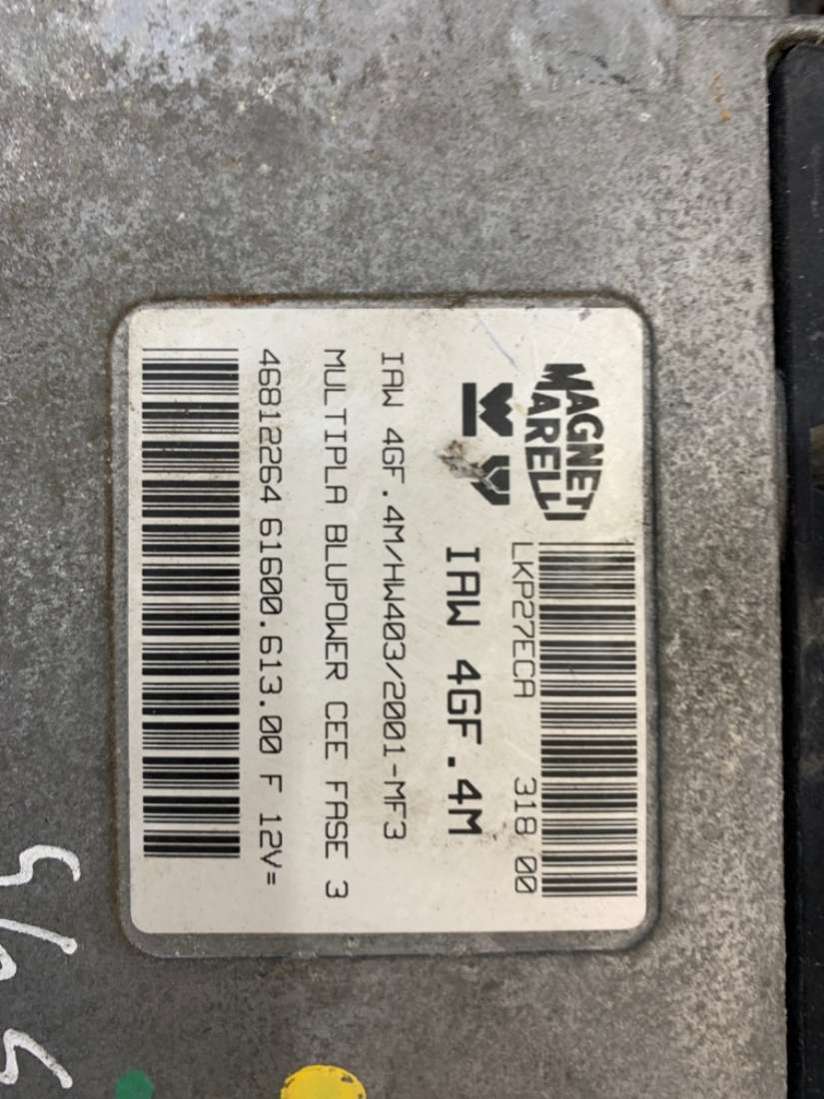 MAGNETI
MARELLI
LKP27ECA 318 00
IAW 4GF.4M
IAW 4GF.4M/HW403/2001-MF3
MULTIPLA BLUPOWER CEE FASE 3
46812264 61600.613.00 F 12V=